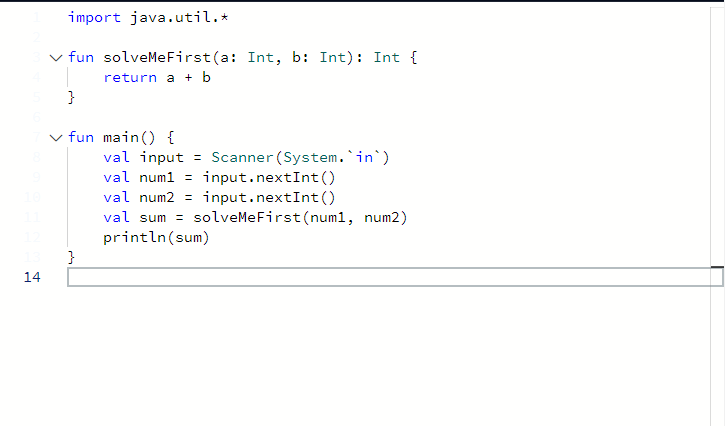 1 import java.util.*
2
3 fun solveMeFirst(a: Int, b: Int): Int {
4     return a + b
5 }
6
7 fun main() {
8     val input = Scanner(System.`in`)
9     val num1 = input.nextInt()
10     val num2 = input.nextInt()
11     val sum = solveMeFirst(num1, num2)
12     println(sum)
13 }
14